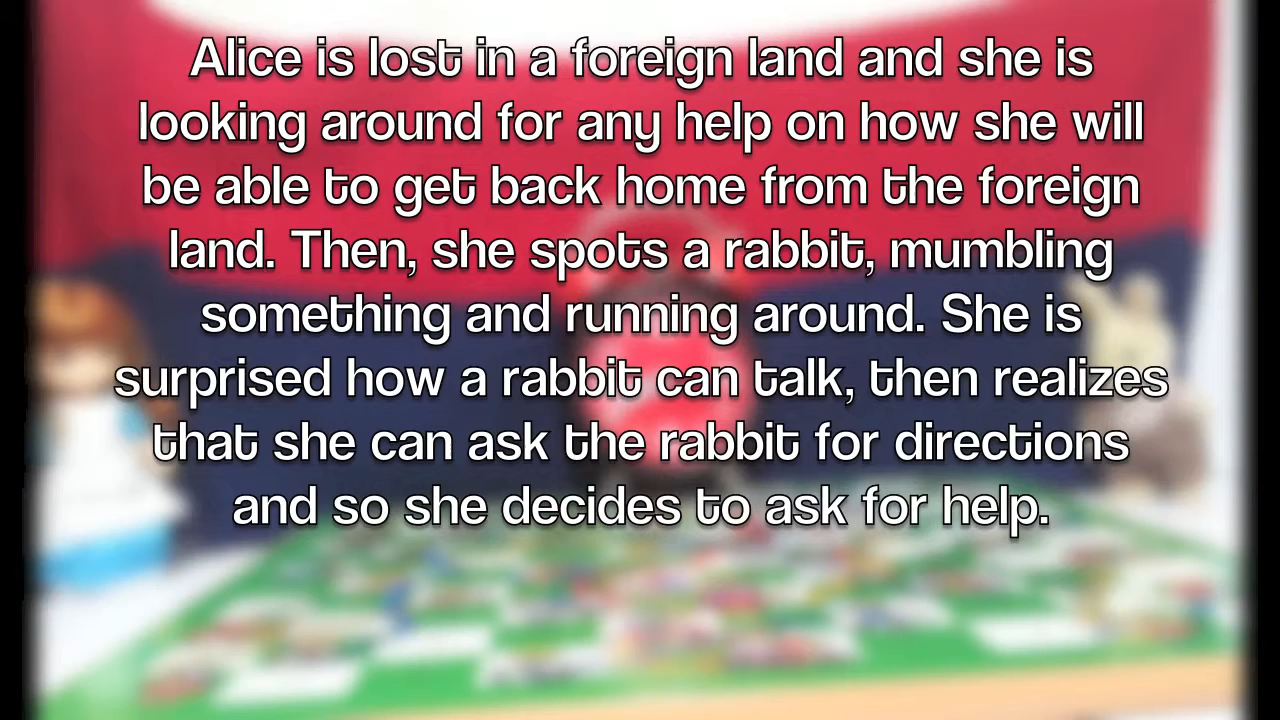 Alice is lost in a foreign land and she is
looking around for any help on how she will
be able to get back home from the foreign
land. Then, she spots a rabbit, mumbling
something and running around. She is
surprised how a rabbit can talk, then realizes
that she can ask the rabbit for directions
and so she decides to ask for help.